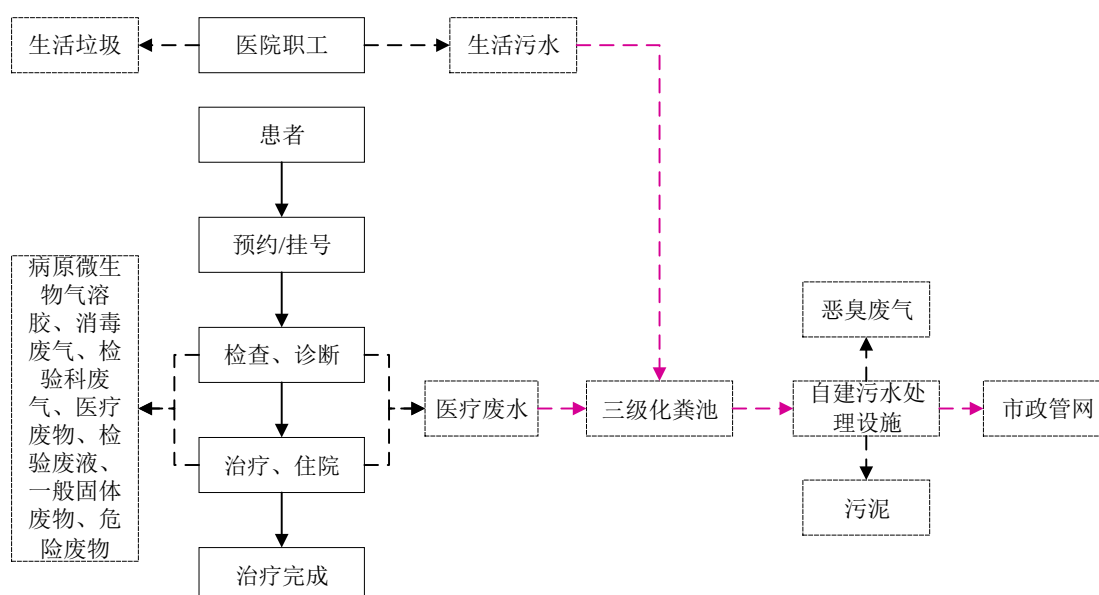 生活垃圾
医院职工
生活污水
患者
预约/挂号
病原微生
物气溶
胶、消毒
废气、检
验科废
气、医疗
废物、检
验废液、
一般固体
废物、危
险废物
检查、诊断
治疗、住院
治疗完成
医疗废水
三级化粪池
恶臭废气
自建污水处
理设施
污泥
市政管网